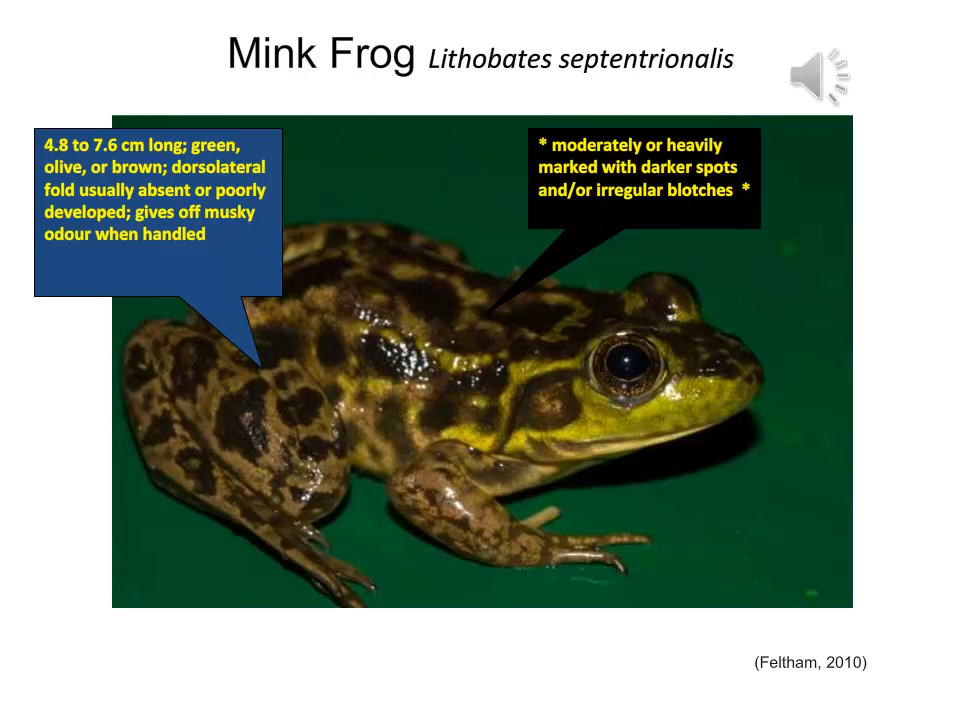 Mink Frog Lithobates septentrionalis
4.8 to 7.6 cm long; green,
olive, or brown; dorsolateral
fold usually absent or poorly
developed; gives off musky
odour when handled
* moderately or heavily
marked with darker spots
and/or irregular blotches *
(Feltham, 2010)